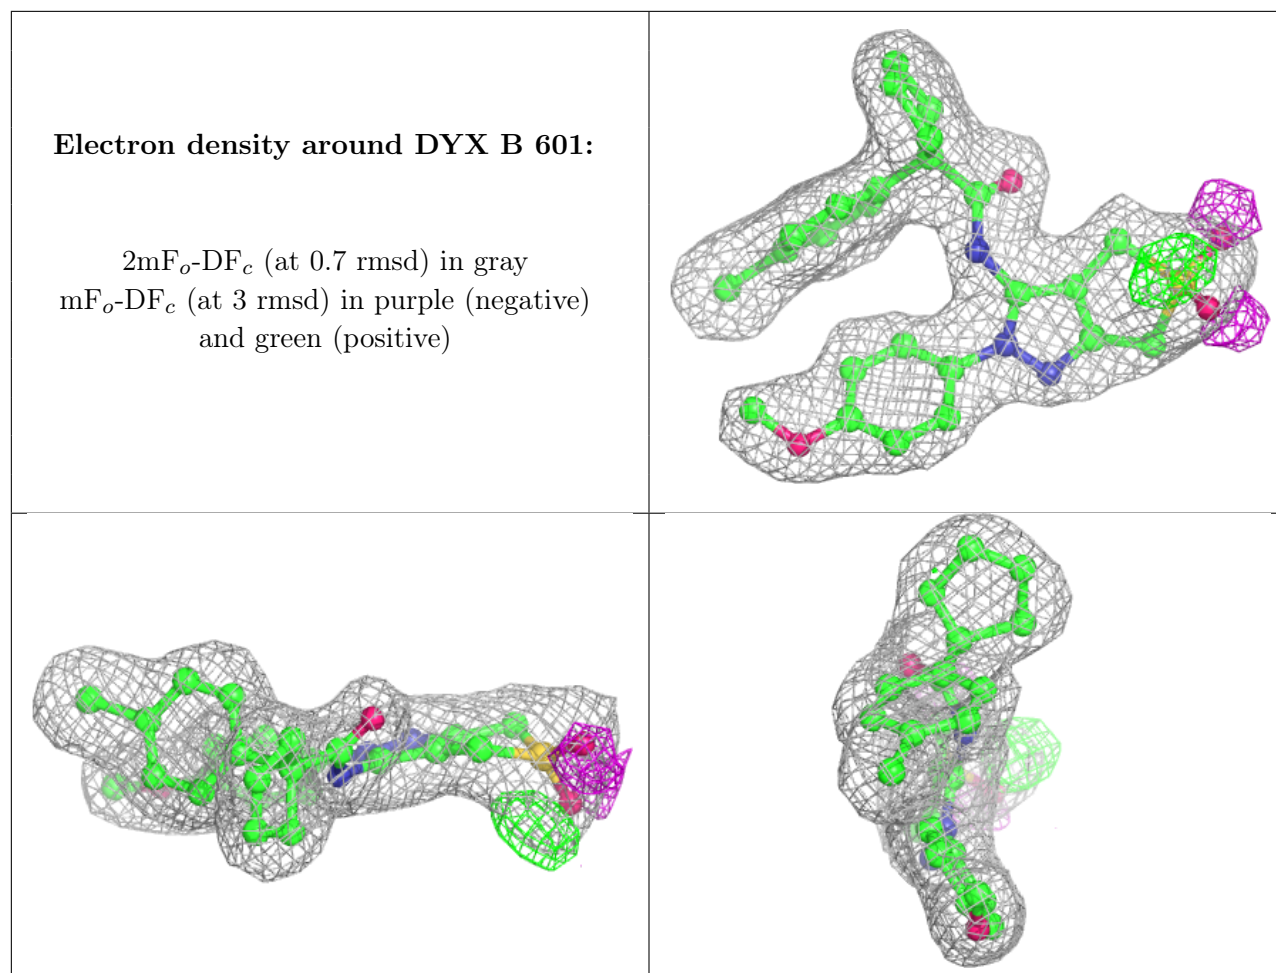 Electron density around DYX B 601:
2mFₒ-DF𝒸 (at 0.7 rmsd) in gray
mFₒ-DF𝒸 (at 3 rmsd) in purple (negative)
and green (positive)